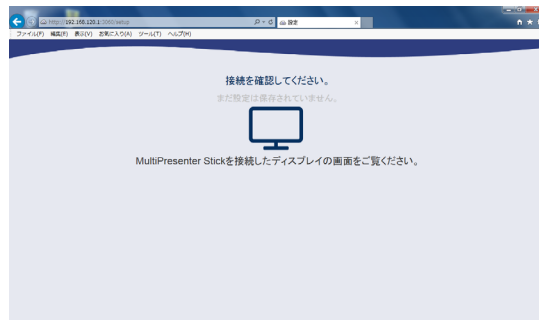 http://192.168.120.1:5060/setup
設定
ファイル(F) 編集(E) 表示(V) お気に入り(A) ツール(T) ヘルプ(H)
接続を確認してください。
まだ設定は保存されていません。
MultiPresenter Stickを接続したディスプレイの画面をご覧ください。